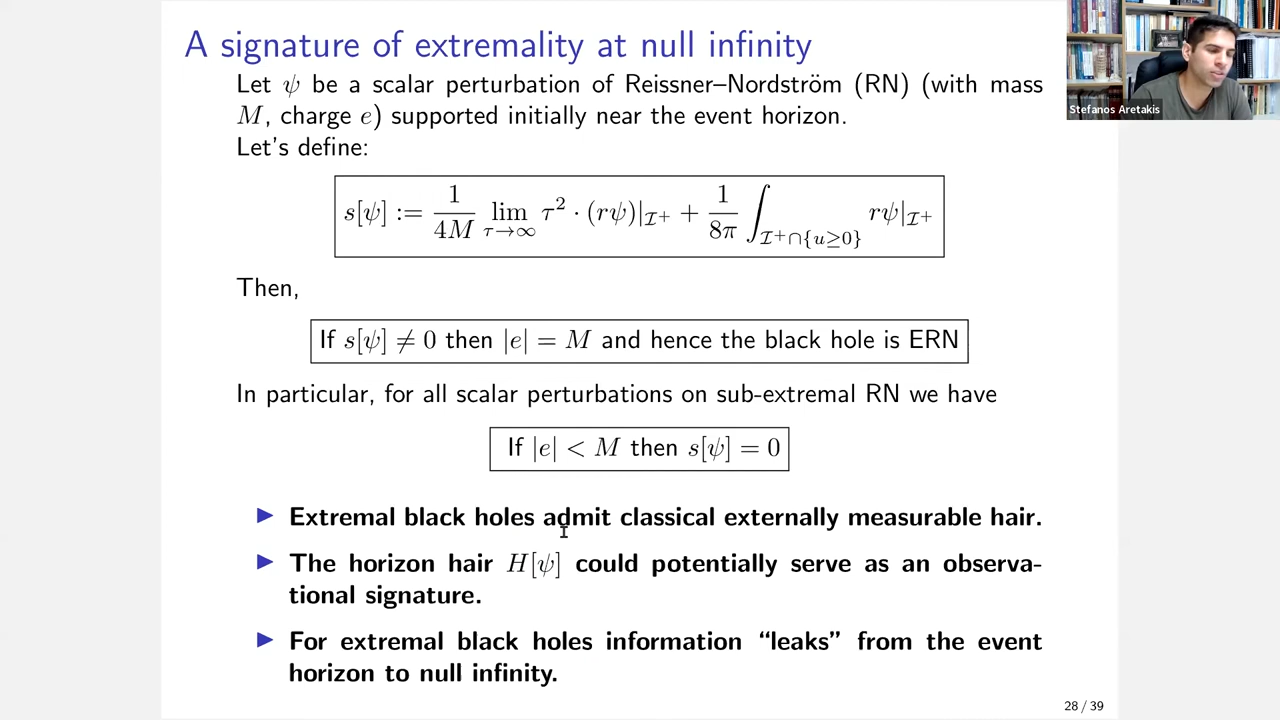 A signature of extremality at null infinity
Let ψ be a scalar perturbation of Reissner–Nordström (RN) (with mass
M, charge e) supported initially near the event horizon.
Let's define:
s[ψ] := 1/4M lim τ→∞ τ² · (rψ)|_I⁺ + 1/8π ∫_I⁺∩{u≥0} rψ|_I⁺
Then,
If s[ψ] ≠ 0 then |e| = M and hence the black hole is ERN
In particular, for all scalar perturbations on sub-extremal RN we have
If |e| < M then s[ψ] = 0
▶ Extremal black holes admit classical externally measurable hair.
▶ The horizon hair H[ψ] could potentially serve as an observa-
tional signature.
▶ For extremal black holes information “leaks” from the event
horizon to null infinity.
28 / 39
Stefanos Aretakis